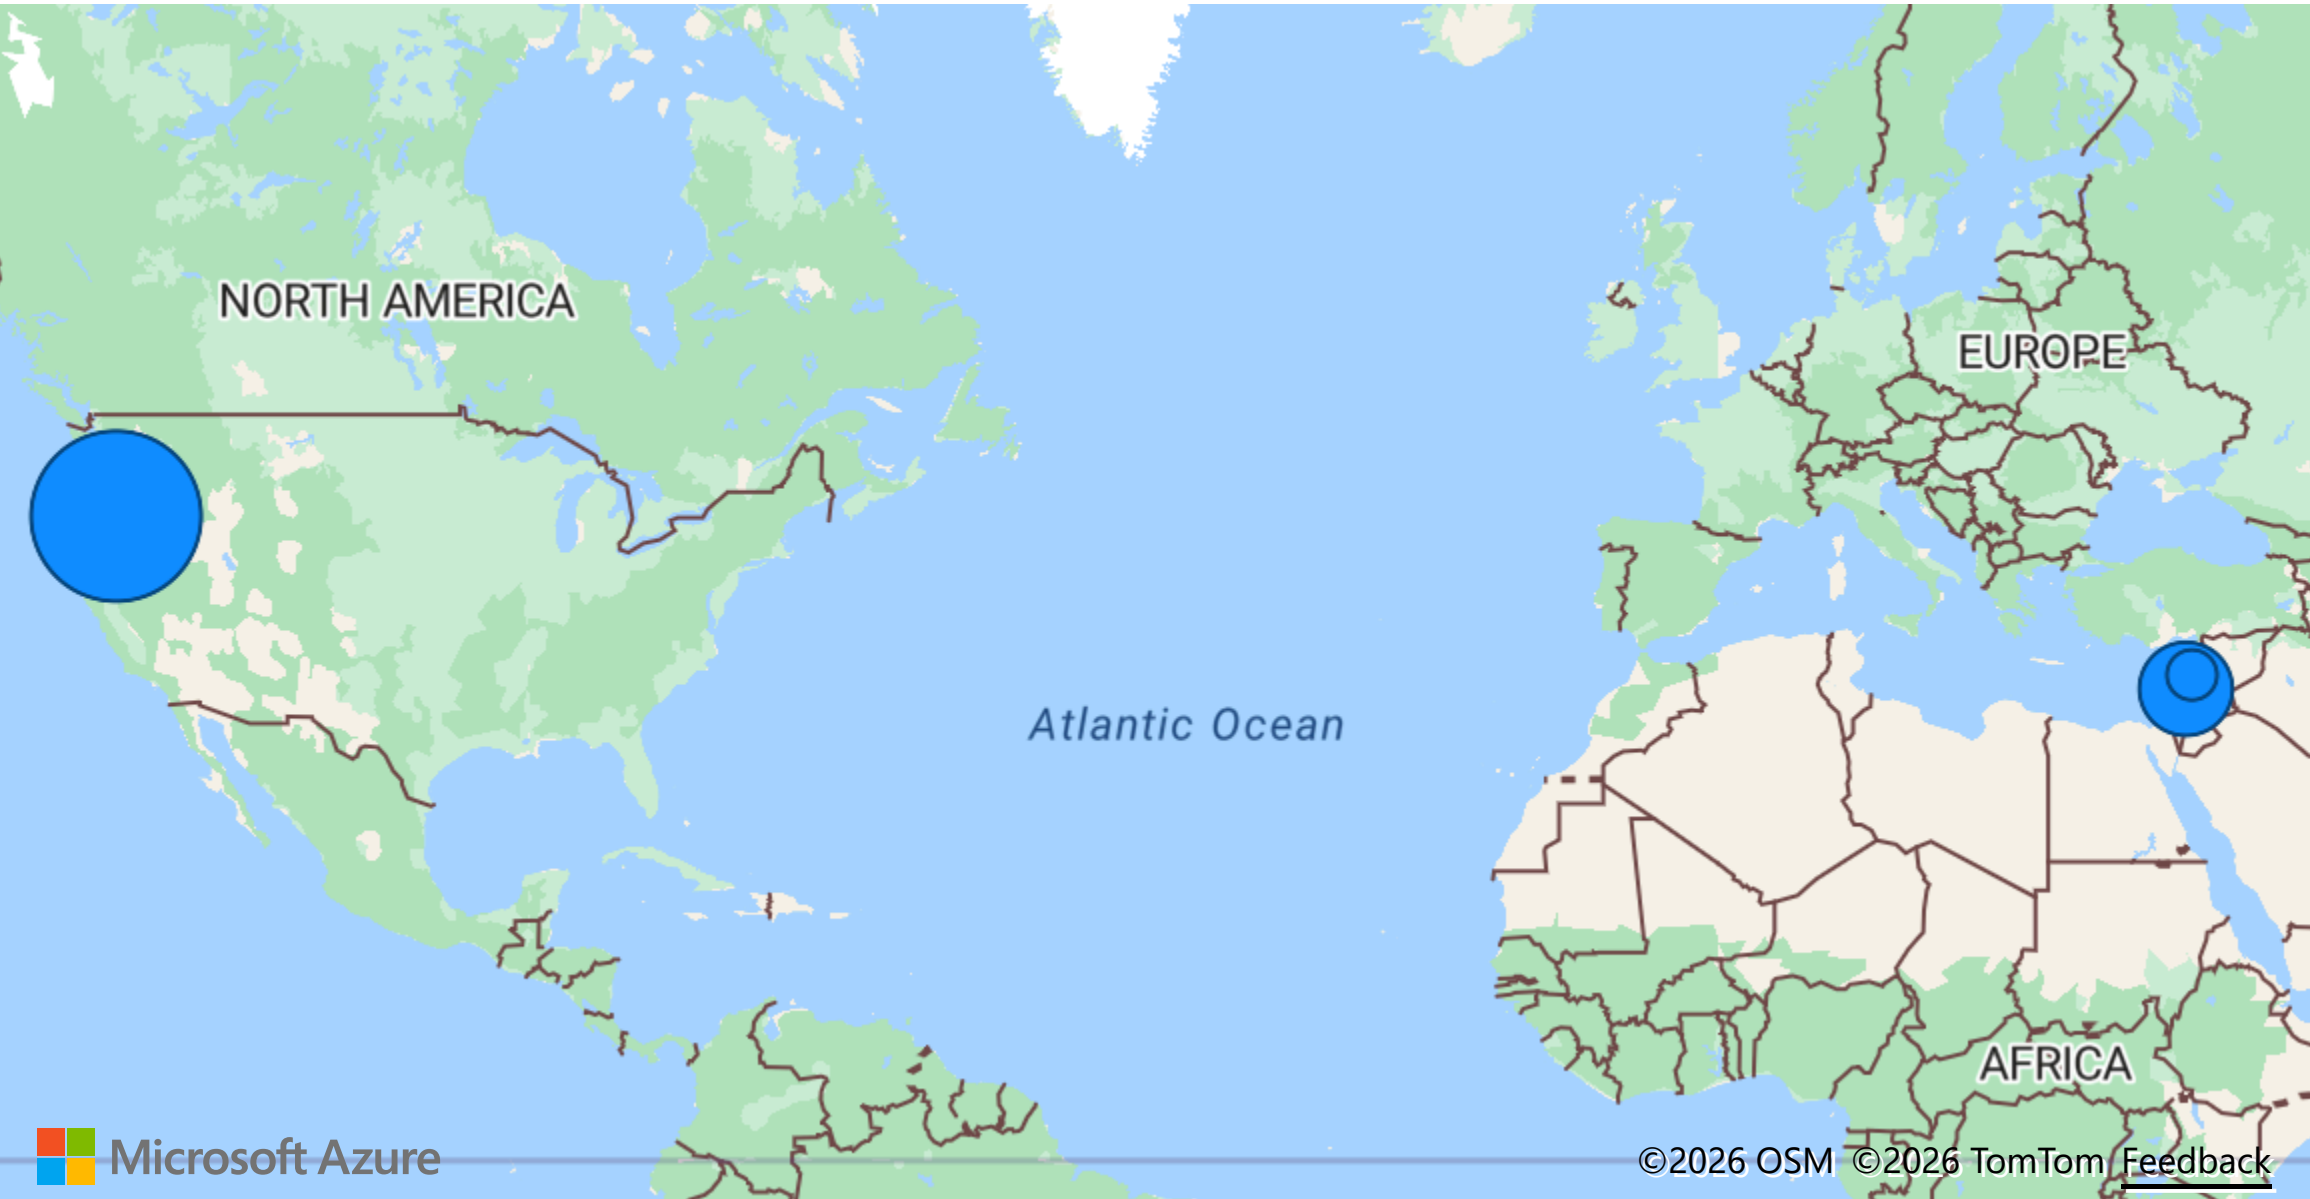 NORTH AMERICA
EUROPE
Atlantic Ocean
AFRICA
Microsoft Azure
©2026 OSM ©2026 TomTom Feedback